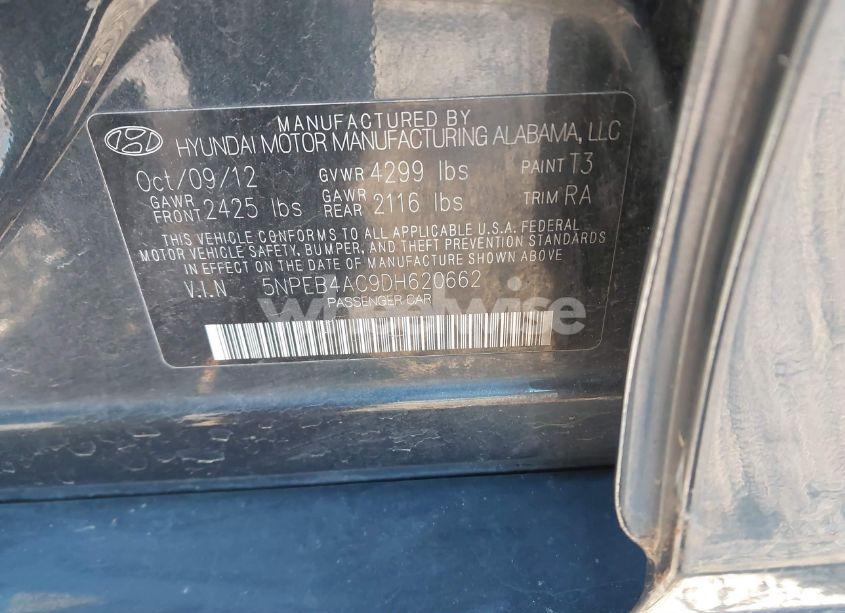 MANUFACTURED BY
HYUNDAI MOTOR MANUFACTURING ALABAMA, LLC
Oct/09/12 GVWR 4299 lbs PAINT T3
GAWR FRONT 2425 lbs GAWR REAR 2116 lbs TRIM RA
THIS VEHICLE CONFORMS TO ALL APPLICABLE U.S.A. FEDERAL
MOTOR VEHICLE SAFETY, BUMPER, AND THEFT PREVENTION STANDARDS
IN EFFECT ON THE DATE OF MANUFACTURE SHOWN ABOVE
V.I.N 5NPEB4AC9DH620662
PASSENGER CAR
wheelwise